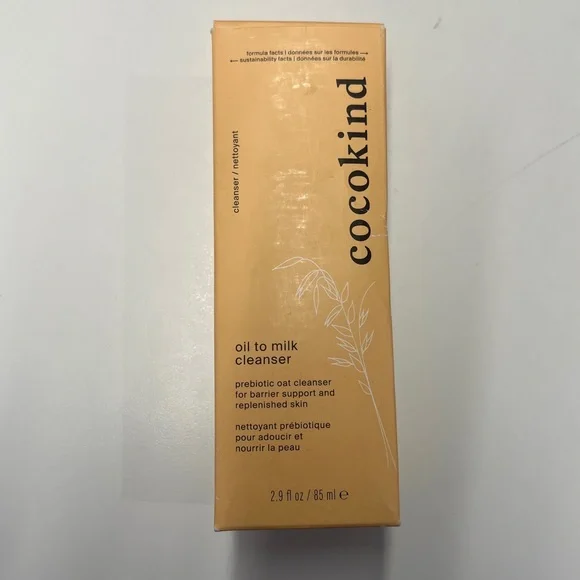 formula facts | données sur les formules →
← sustainability facts | données sur la durabilita
cleanser / nettoyant
cocokind
oil to milk
cleanser
prebiotic oat cleanser
for barrier support and
replenished skin
nettoyant prébiotique
pour adoucir et
nourrir la peau
2.9 fl oz / 85 ml ℮